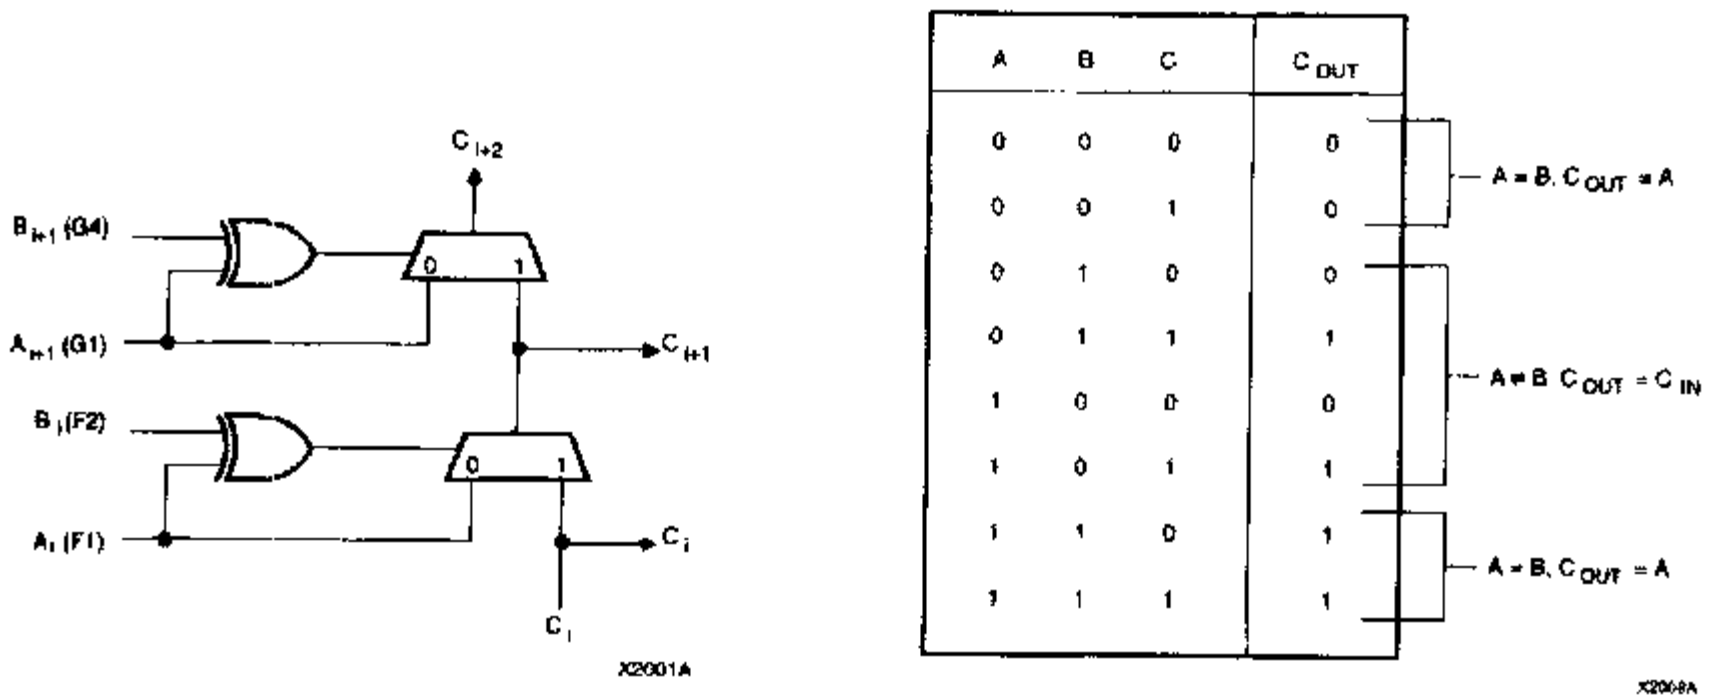 C i+2
B i+1 (G4)
0 1
A i+1 (G1)
C i+1
B i (F2)
0 1
A i (F1)
C i
C i
X2001A
A B C C OUT
0 0 0 0
0 0 1 0
0 1 0 0
0 1 1 1
1 0 0 0
1 0 1 1
1 1 0 1
1 1 1 1
A = B, C OUT = A
A ≠ B C OUT = C IN
A = B, C OUT = A